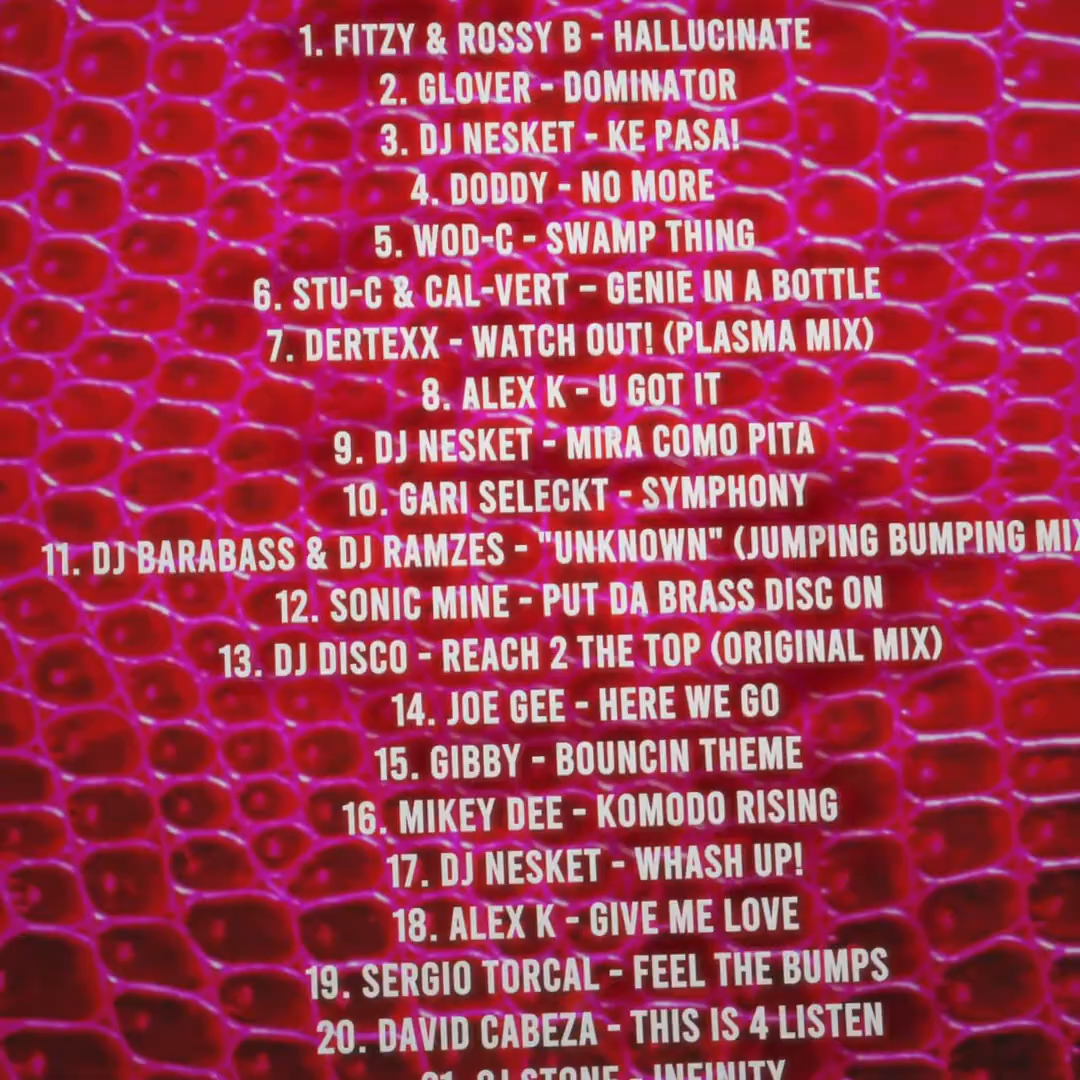 1. FITZY & ROSSY B - HALLUCINATE
2. GLOVER - DOMINATOR
3. DJ NESKET - KE PASA!
4. DODDY - NO MORE
5. WOD-C - SWAMP THING
6. STU-C & CAL-VERT – GENIE IN A BOTTLE
7. DERTEXX - WATCH OUT! (PLASMA MIX)
8. ALEX K - U GOT IT
9. DJ NESKET - MIRA COMO PITA
10. GARI SELECKT - SYMPHONY
11. DJ BARABASS & DJ RAMZES - "UNKNOWN" (JUMPING BUMPING MIX
12. SONIC MINE - PUT DA BRASS DISC ON
13. DJ DISCO - REACH 2 THE TOP (ORIGINAL MIX)
14. JOE GEE - HERE WE GO
15. GIBBY - BOUNCIN THEME
16. MIKEY DEE - KOMODO RISING
17. DJ NESKET - WHASH UP!
18. ALEX K - GIVE ME LOVE
19. SERGIO TORCAL - FEEL THE BUMPS
20. DAVID CABEZA - THIS IS 4 LISTEN
STONE - INFINITY